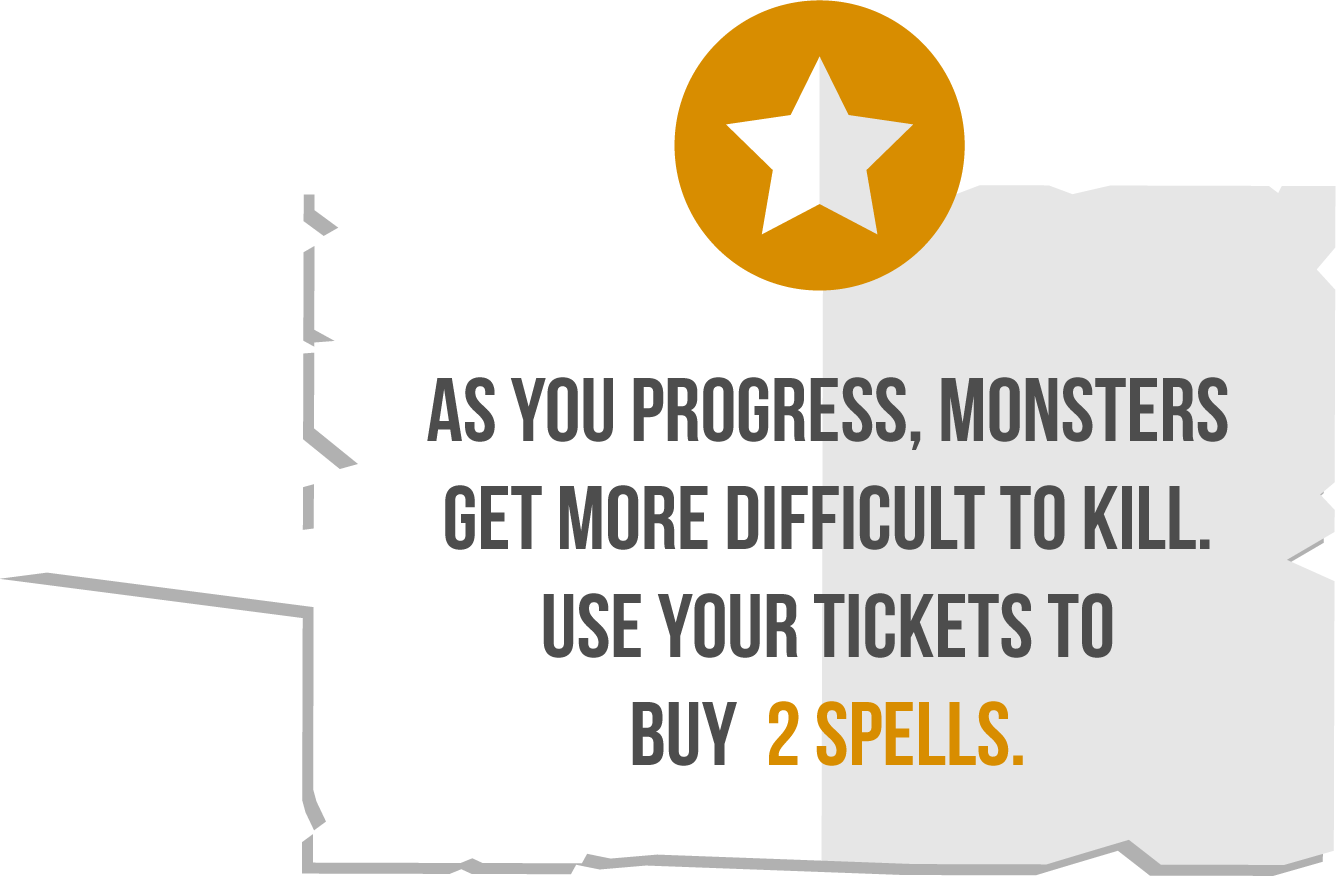 AS YOU PROGRESS, MONSTERS
GET MORE DIFFICULT TO KILL.
USE YOUR TICKETS TO
BUY 2 SPELLS.